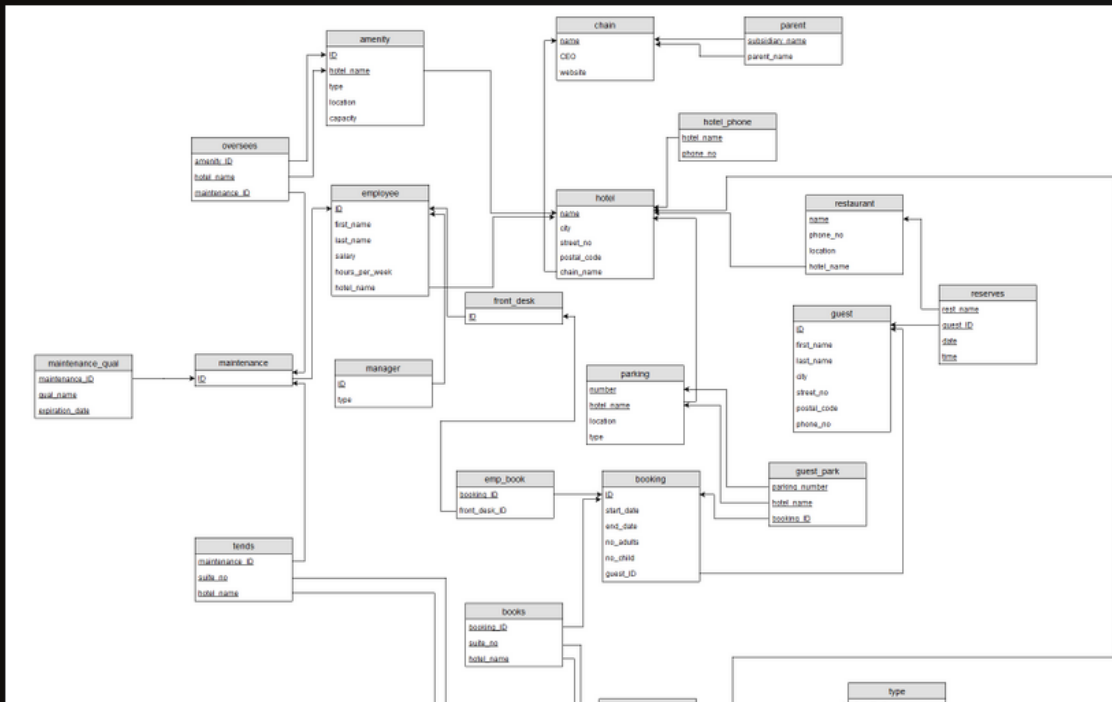 chain
name
CEO
website
parent
subsidiary_name
parent_name
amenity
ID
hotel_name
type
location
capacity
hotel_phone
hotel_name
phone_no
oversees
amenity_ID
hotel_name
maintenance_ID
employee
ID
first_name
last_name
salary
hours_per_week
hotel_name
hotel
name
city
street_no
postal_code
chain_name
restaurant
name
phone_no
location
hotel_name
front_desk
ID
reserves
rest_name
guest_ID
date
time
guest
ID
first_name
last_name
city
street_no
postal_code
phone_no
maintenance_qual
maintenance_ID
qual_name
expiration_date
maintenance
ID
manager
ID
type
parking
number
hotel_name
location
type
emp_book
booking_ID
front_desk_ID
booking
ID
start_date
end_date
no_adults
no_child
guest_ID
guest_park
parking_number
hotel_name
booking_ID
tends
maintenance_ID
suite_no
hotel_name
books
booking_ID
suite_no
hotel_name
type